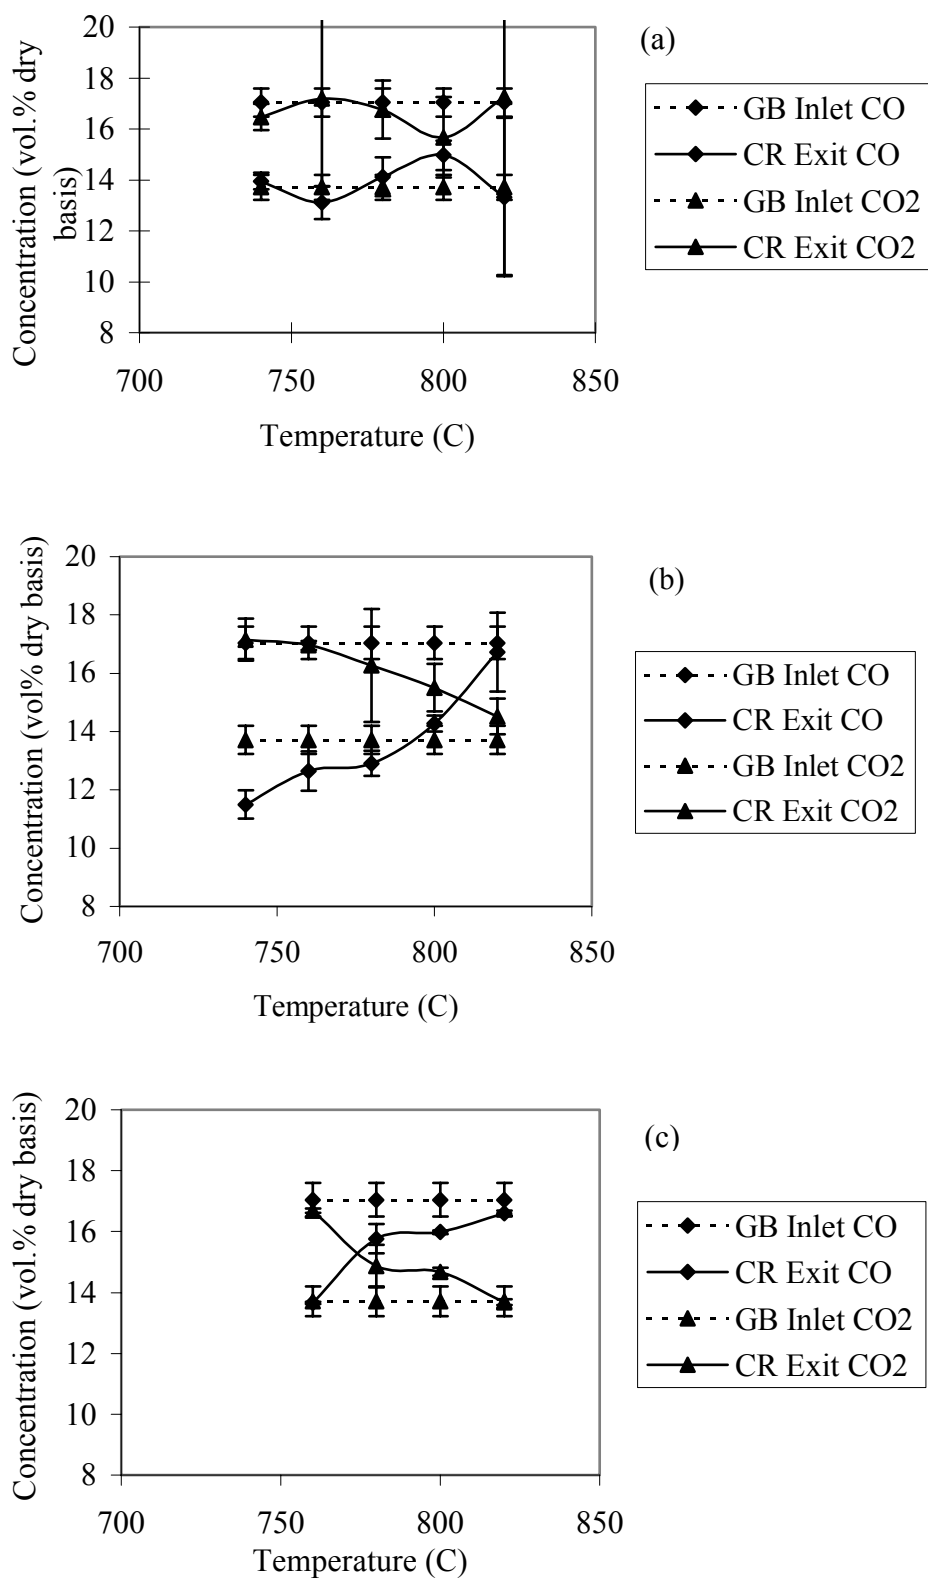 (a)
Concentration (vol.% dry
basis)
20
18
16
14
12
10
8
700 750 800 850
Temperature (C)
GB Inlet CO
CR Exit CO
GB Inlet CO2
CR Exit CO2
(b)
Concentration (vol% dry basis)
20
18
16
14
12
10
8
700 750 800 850
Temperature (C)
GB Inlet CO
CR Exit CO
GB Inlet CO2
CR Exit CO2
(c)
Concentration (vol.% dry basis)
20
18
16
14
12
10
8
700 750 800 850
Temperature (C)
GB Inlet CO
CR Exit CO
GB Inlet CO2
CR Exit CO2